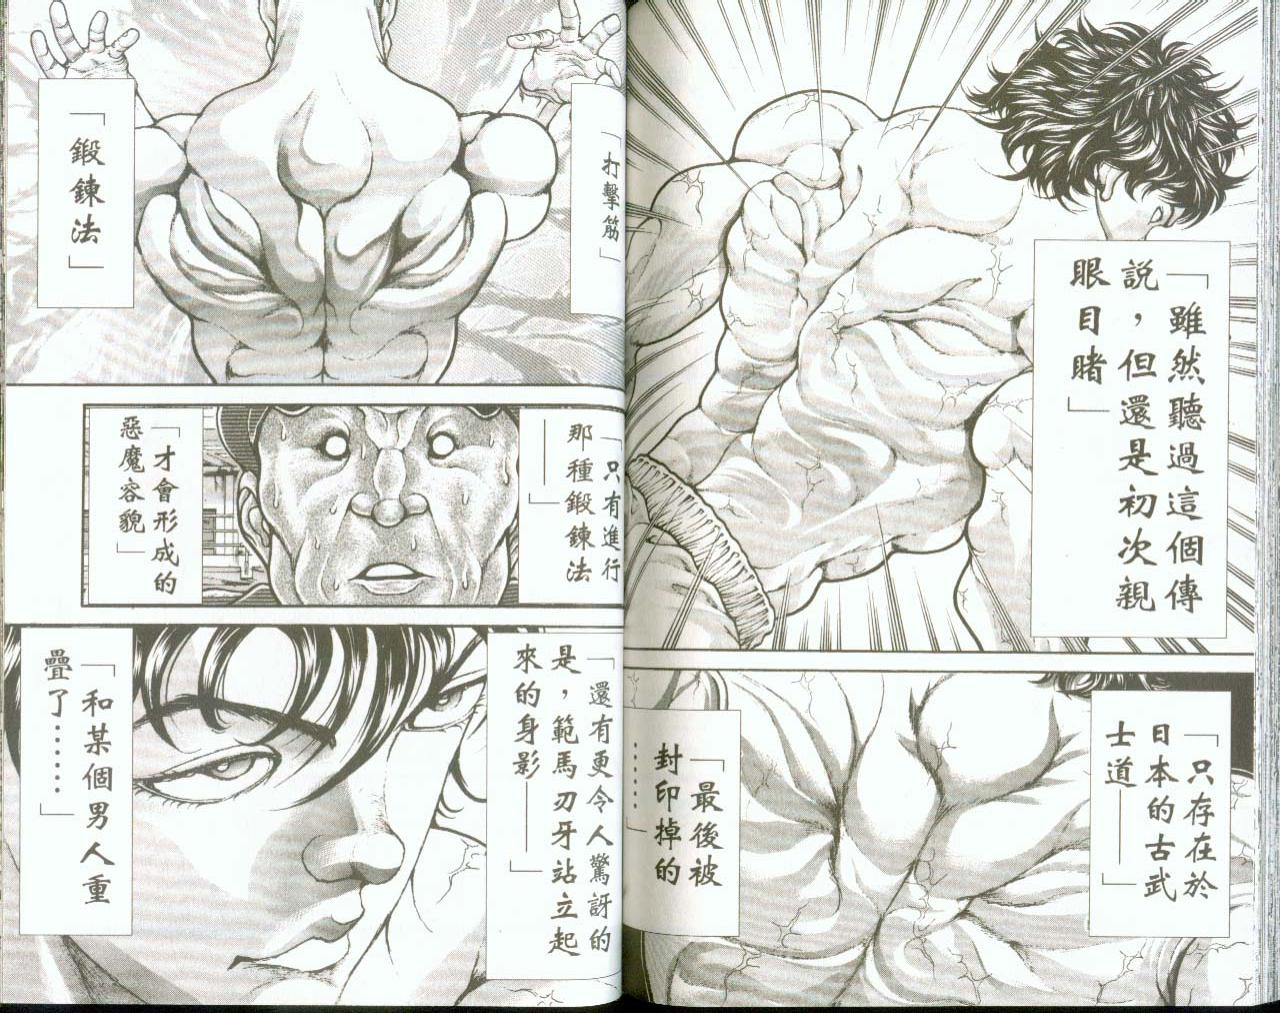 「雖然聽過這個傳
說，但還是初次親
眼目睹」
「只存在於
日本的古武
士道——
」
「最後被
封印掉的
……」
「打擊筋」
「鍛鍊法」
「只有進行
那種鍛鍊法
——」
「才會形成的
惡魔容貌」
「還有更令人驚訝的
是，範馬刃牙站立起
來的身影——」
「和某個男人重
疊了……」